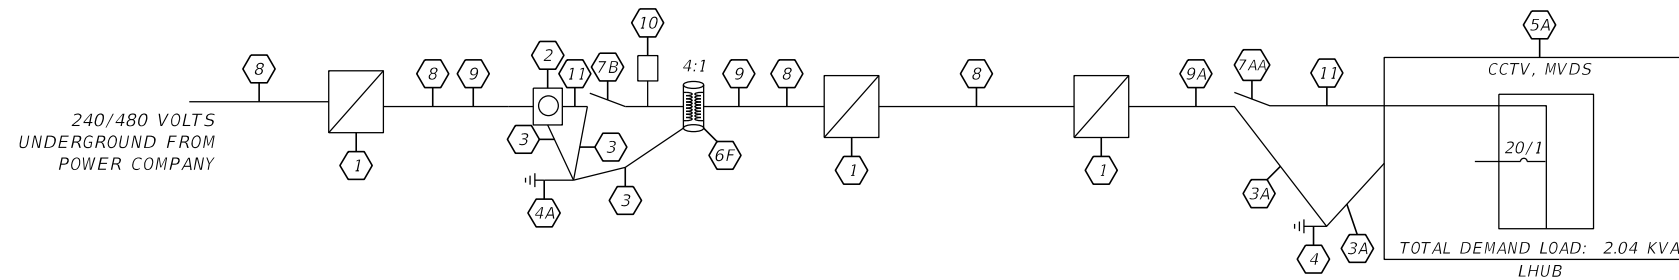 5A
10
2
8
8
9
11
7B
4:1
9
8
8
9A
7AA
11
CCTV, MVDS
240/480 VOLTS
UNDERGROUND FROM
POWER COMPANY
1
3
3
6F
1
1
20/1
4A
3
3A
4
3A
TOTAL DEMAND LOAD: 2.04 KVA
LHUB